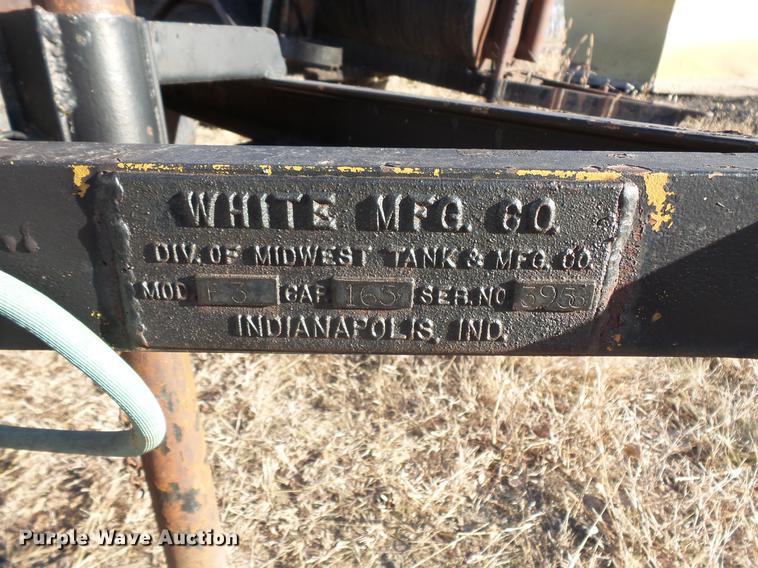 WHITE MFG. CO.
DIV. OF MIDWEST TANK & MFG. CO.
MOD. F3 CAP. 165 SER. NO
INDIANAPOLIS, IND.
Purple Wave Auction